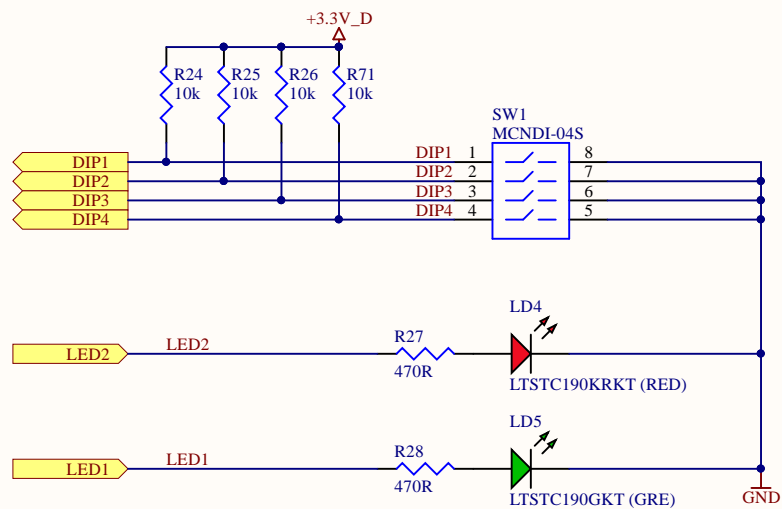 +3.3V_D
R24 R25 R26 R71
10k 10k 10k 10k
SW1
MCNDI-04S
DIP1 DIP1 1 8
DIP2 DIP2 2 7
DIP3 DIP3 3 6
DIP4 DIP4 4 5
LD4
LED2 LED2 R27
470R LTSTC190KRKT (RED)
LD5
LED1 LED1 R28
470R LTSTC190GKT (GRE)
GND